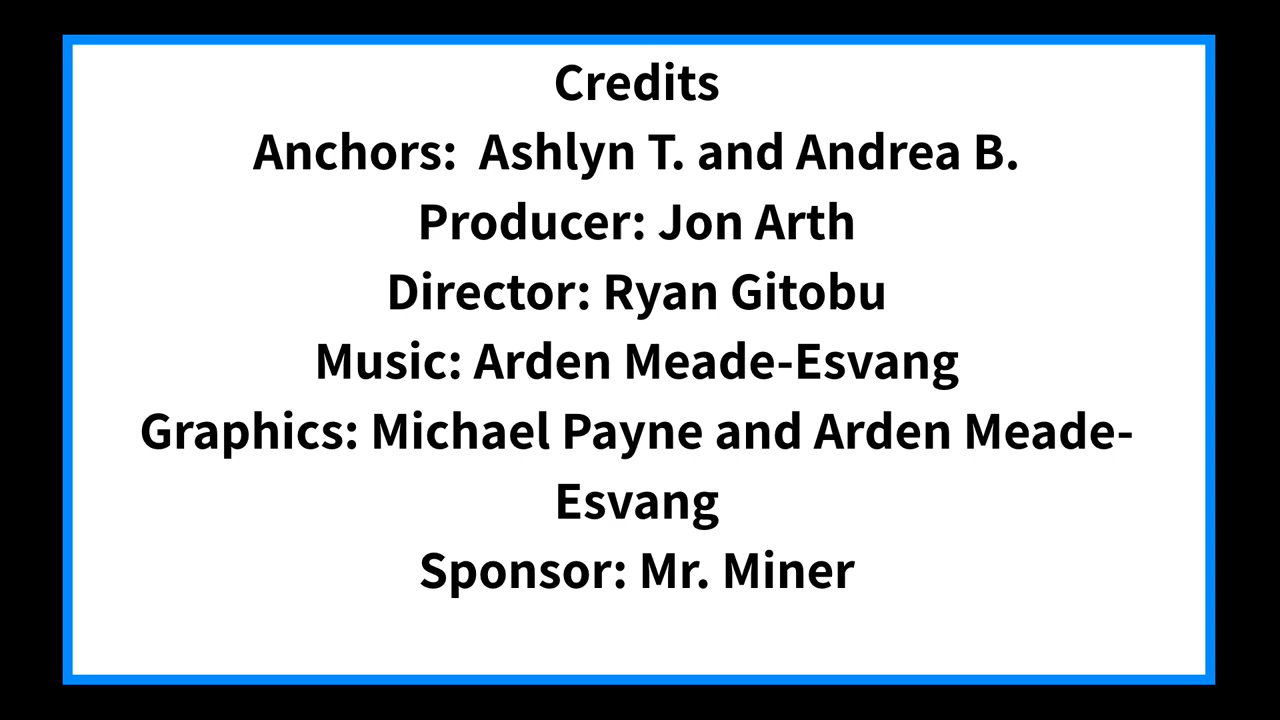 Credits
Anchors:  Ashlyn T. and Andrea B.
Producer: Jon Arth
Director: Ryan Gitobu
Music: Arden Meade-Esvang
Graphics: Michael Payne and Arden Meade-
Esvang
Sponsor: Mr. Miner